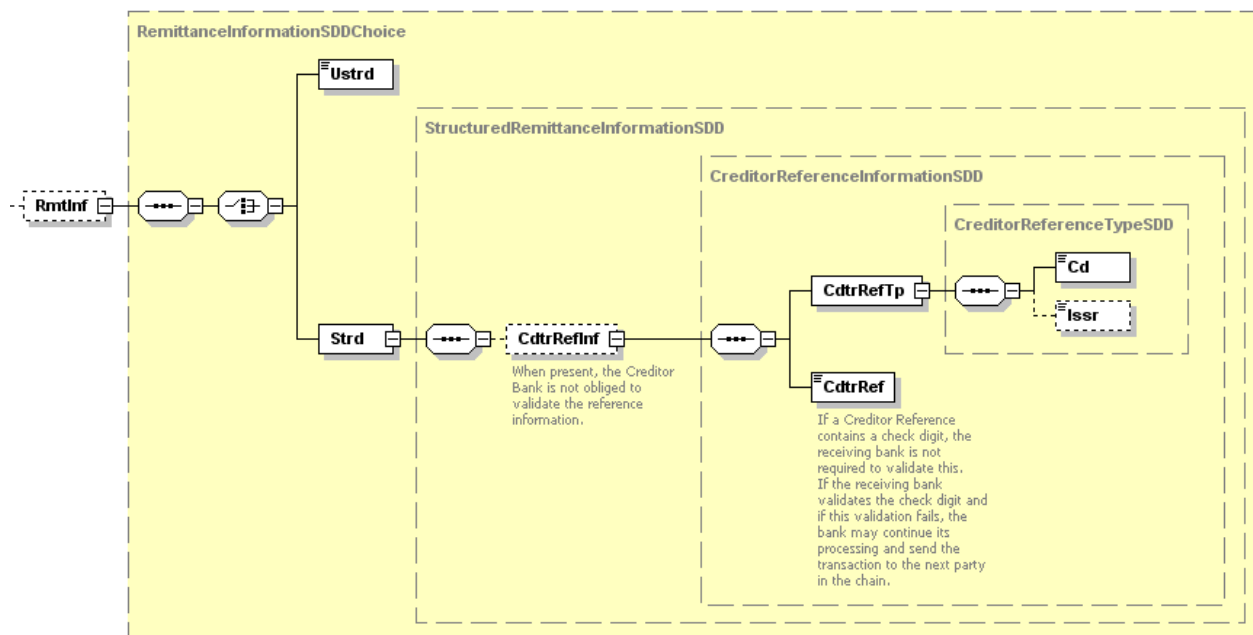 RemittanceInformationSDDChoice
Ustrd
StructuredRemittanceInformationSDD
CreditorReferenceInformationSDD
CreditorReferenceTypeSDD
RmtInf
Cd
CdtrRefTp
Issr
Strd
CdtrRefInf
When present, the Creditor
Bank is not obliged to
validate the reference
information.
CdtrRef
If a Creditor Reference
contains a check digit, the
receiving bank is not
required to validate this.
If the receiving bank
validates the check digit and
if this validation fails, the
bank may continue its
processing and send the
transaction to the next party
in the chain.